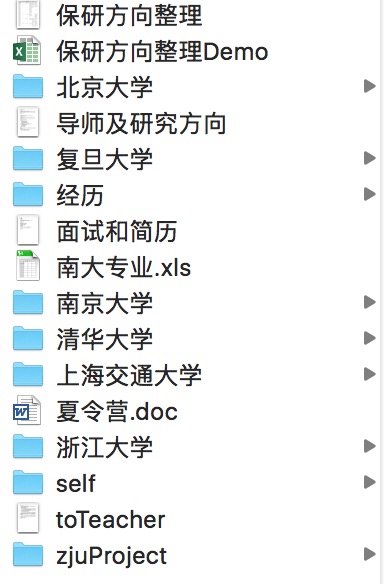 保研方向整理
保研方向整理Demo
北京大学
导师及研究方向
复旦大学
经历
面试和简历
南大专业.xls
南京大学
清华大学
上海交通大学
夏令营.doc
浙江大学
self
toTeacher
zjuProject